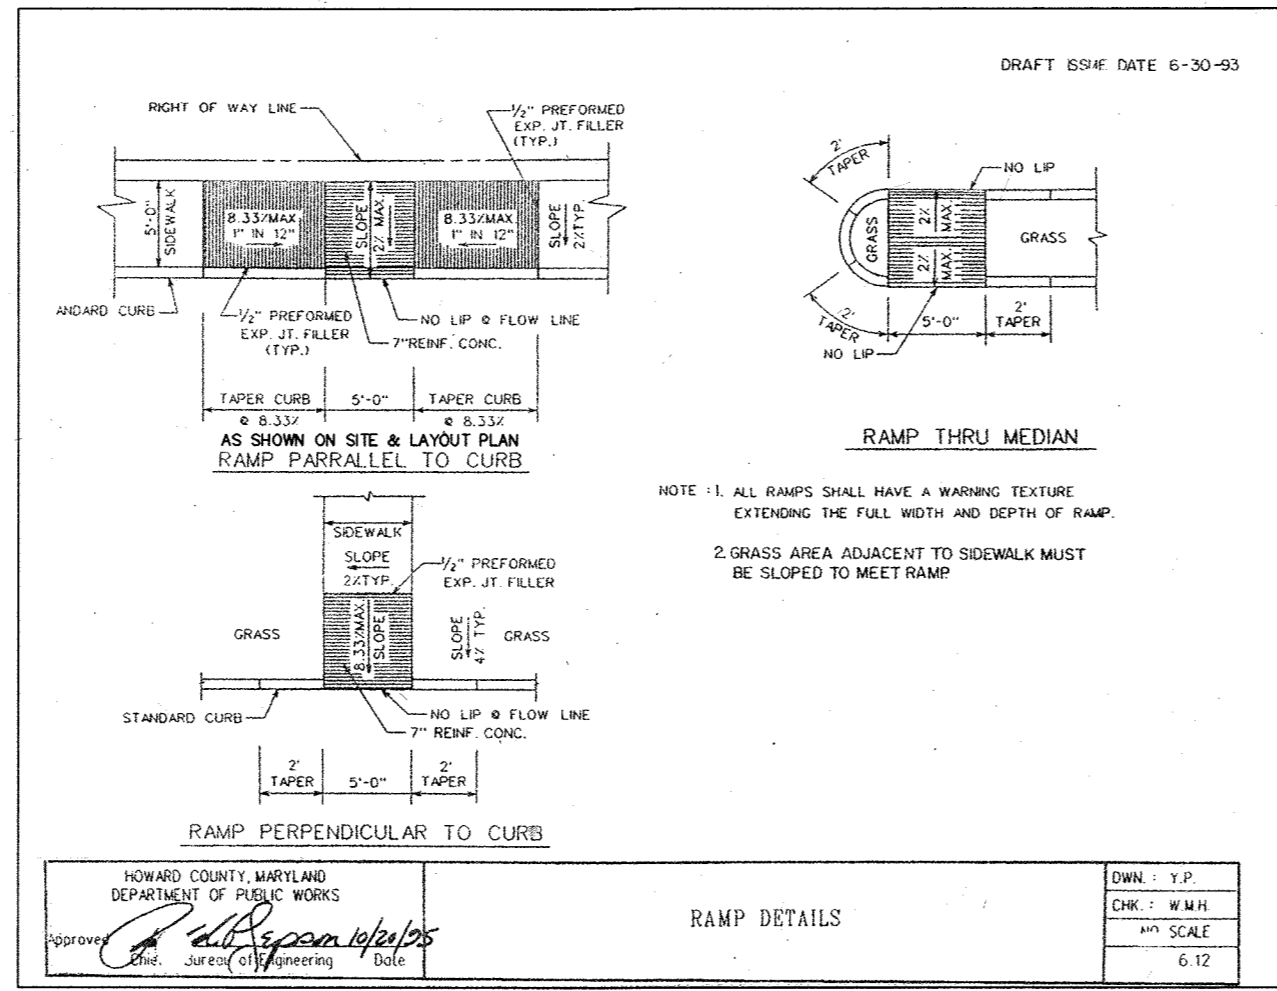 DRAFT ISSUE DATE 6-30-93
RIGHT OF WAY LINE
1/2" PREFORMED
EXP. JT. FILLER
(TYP.)
5'-0"
SIDEWALK
8.33%MAX.
1" IN 12"
SLOPE
2% MAX.
8.33%MAX.
1" IN 12"
SLOPE
2%TYP.
ANDARD CURB
1/2" PREFORMED
EXP. JT. FILLER
(TYP.)
NO LIP @ FLOW LINE
7"REINF. CONC.
TAPER CURB
@ 8.33%
5'-0"
TAPER CURB
@ 8.33%
AS SHOWN ON SITE & LAYOUT PLAN
RAMP PARRALLEL TO CURB
2'
TAPER
NO LIP
GRASS
2%
MAX.
2%
MAX.
GRASS
2'
TAPER
5'-0"
2'
TAPER
NO LIP
RAMP THRU MEDIAN
NOTE : 1. ALL RAMPS SHALL HAVE A WARNING TEXTURE
EXTENDING THE FULL WIDTH AND DEPTH OF RAMP.
2. GRASS AREA ADJACENT TO SIDEWALK MUST
BE SLOPED TO MEET RAMP.
SIDEWALK
SLOPE
2%TYP.
1/2" PREFORMED
EXP. JT. FILLER
GRASS
8.33%MAX.
SLOPE
SLOPE
4% TYP.
GRASS
STANDARD CURB
NO LIP @ FLOW LINE
7" REINF. CONC.
2'
TAPER
5'-0"
2'
TAPER
RAMP PERPENDICULAR TO CURB
HOWARD COUNTY, MARYLAND
DEPARTMENT OF PUBLIC WORKS
Approved 10/20/95
Chief, Bureau of Engineering Date
RAMP DETAILS
DWN. : Y.P.
CHK. : W.M.H.
NO SCALE
6.12